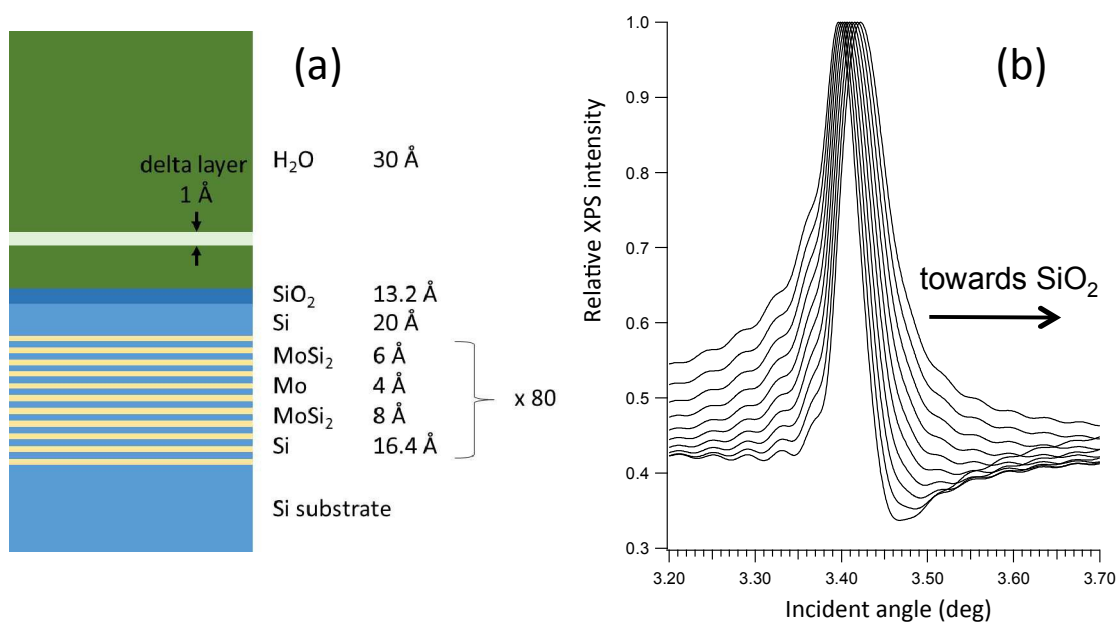 (a)
delta layer
1 Å
H₂O 30 Å
SiO₂ 13.2 Å
Si 20 Å
MoSi₂ 6 Å
Mo 4 Å
MoSi₂ 8 Å
Si 16.4 Å
x 80
Si substrate
(b)
Relative XPS intensity
1.0
0.9
0.8
0.7
0.6
0.5
0.4
0.3
towards SiO₂
3.20 3.30 3.40 3.50 3.60 3.70
Incident angle (deg)